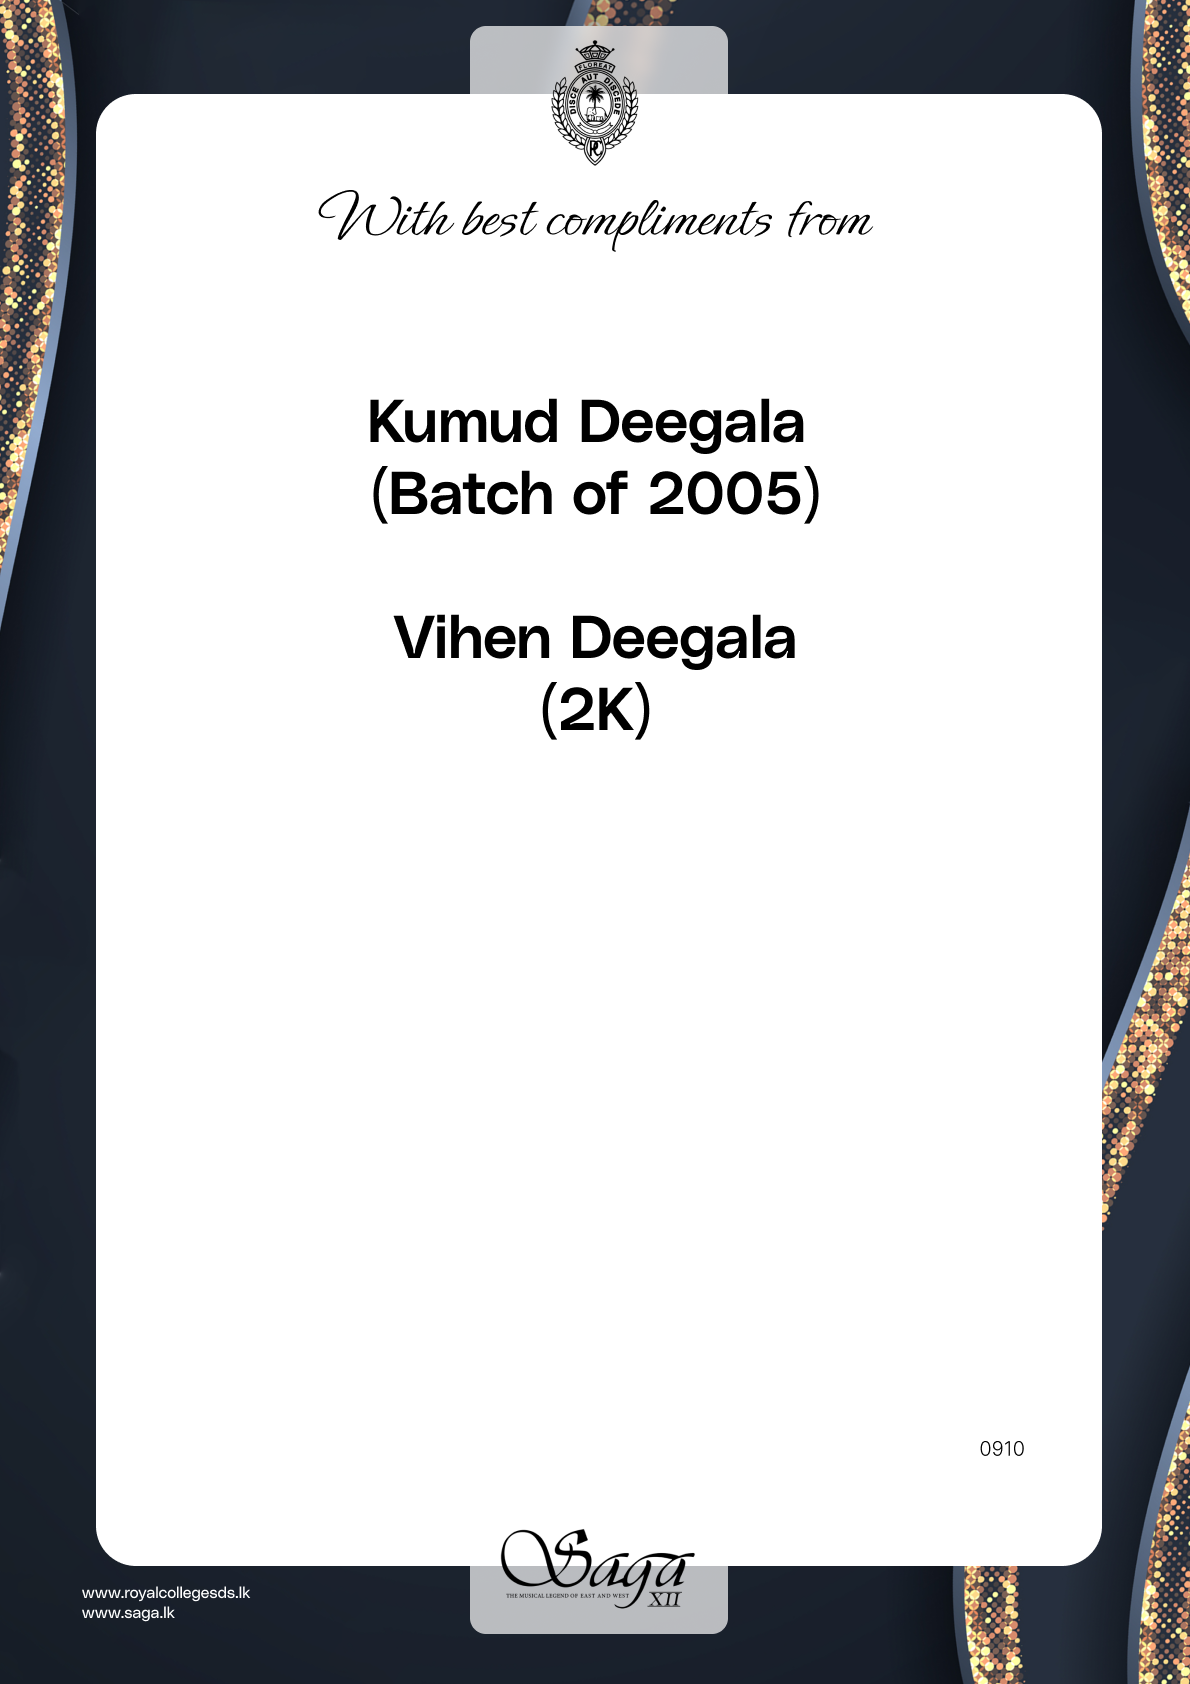 FLOREAT
DISCE AUT DISCEDE
RC
With best compliments from
Kumud Deegala
(Batch of 2005)
Vihen Deegala
(2K)
0910
Saga
THE MUSICAL LEGEND OF EAST AND WEST
XII
www.royalcollegesds.lk
www.saga.lk